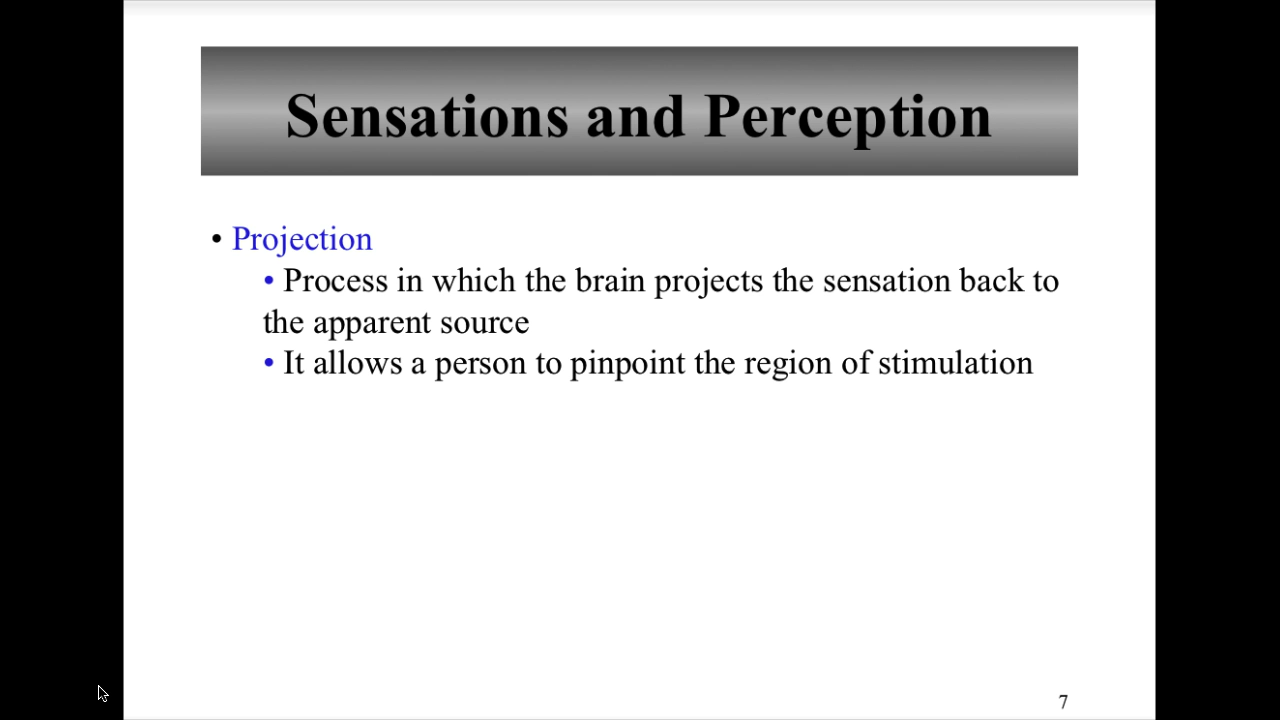 Sensations and Perception
• Projection
• Process in which the brain projects the sensation back to
the apparent source
• It allows a person to pinpoint the region of stimulation
7